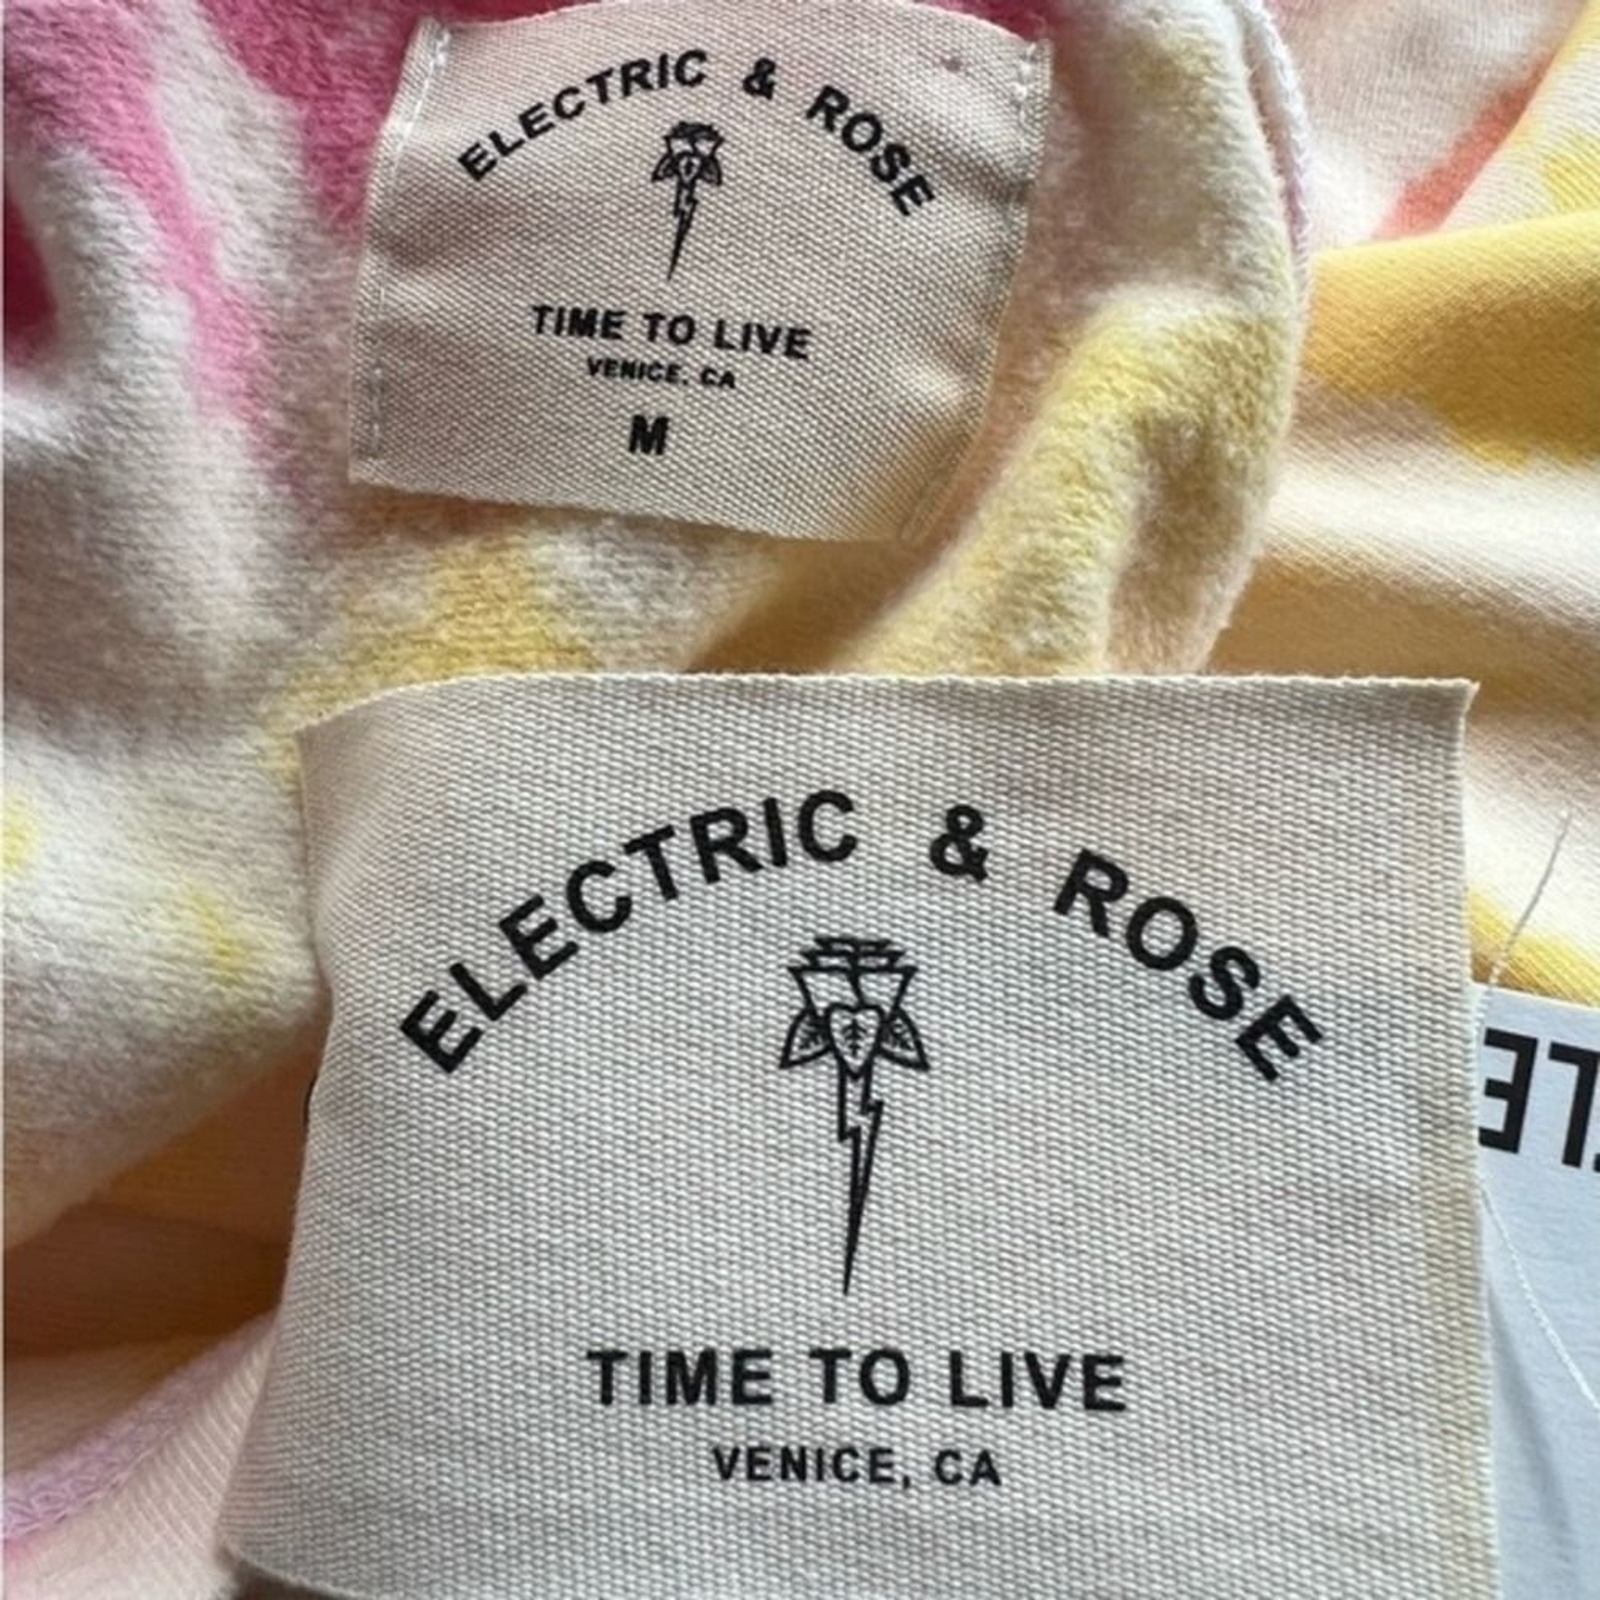 ELECTRIC & ROSE
TIME TO LIVE
VENICE, CA
M
ELECTRIC & ROSE
TIME TO LIVE
VENICE, CA